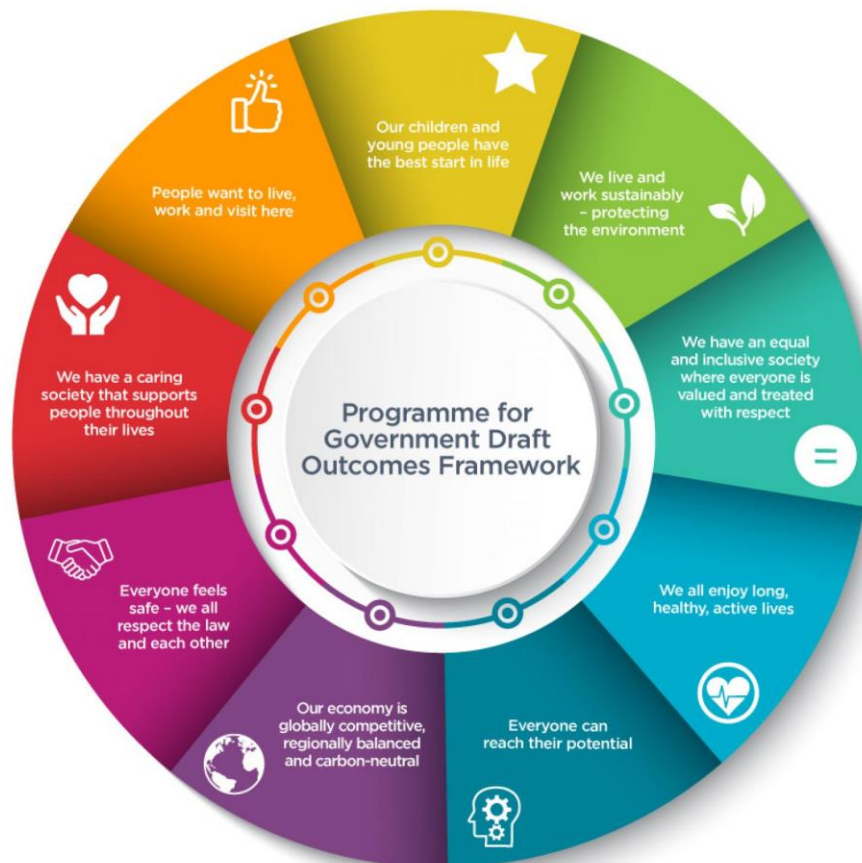 Our children and
young people have
the best start in life
We live and
work sustainably
– protecting
the environment
We have an equal
and inclusive society
where everyone is
valued and treated
with respect
=
We all enjoy long,
healthy, active lives
Everyone can
reach their potential
Our economy is
globally competitive,
regionally balanced
and carbon-neutral
Everyone feels
safe – we all
respect the law
and each other
We have a caring
society that supports
people throughout
their lives
People want to live,
work and visit here
Programme for
Government Draft
Outcomes Framework